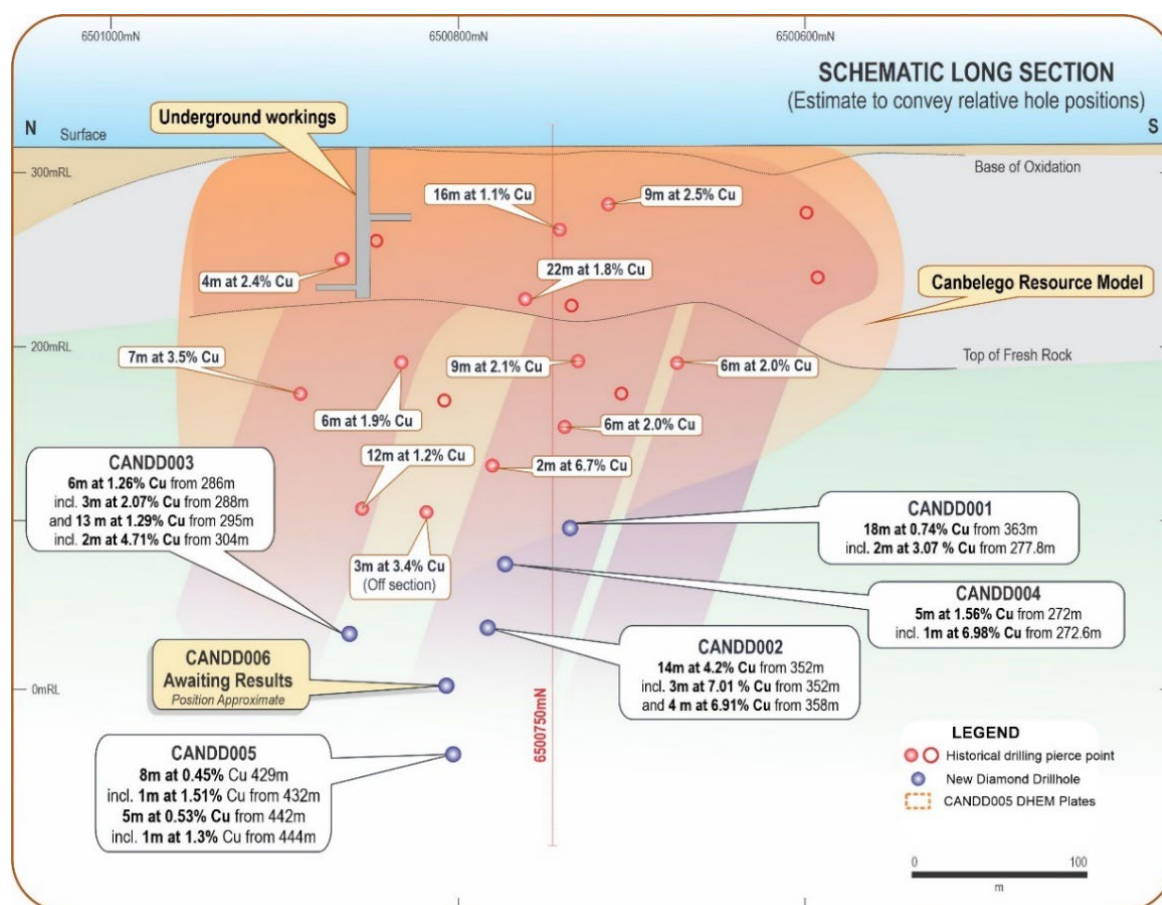 6501000mN
6500800mN
6500600mN
SCHEMATIC LONG SECTION
(Estimate to convey relative hole positions)
N
Surface
S
Underground workings
300mRL
Base of Oxidation
16m at 1.1% Cu
9m at 2.5% Cu
4m at 2.4% Cu
22m at 1.8% Cu
Canbelego Resource Model
200mRL
Top of Fresh Rock
7m at 3.5% Cu
9m at 2.1% Cu
6m at 2.0% Cu
6m at 1.9% Cu
6m at 2.0% Cu
12m at 1.2% Cu
2m at 6.7% Cu
CANDD003
6m at 1.26% Cu from 286m
incl. 3m at 2.07% Cu from 288m
and 13 m at 1.29% Cu from 295m
incl. 2m at 4.71% Cu from 304m
3m at 3.4% Cu
(Off section)
CANDD001
18m at 0.74% Cu from 363m
incl. 2m at 3.07 % Cu from 277.8m
CANDD004
5m at 1.56% Cu from 272m
incl. 1m at 6.98% Cu from 272.6m
CANDD002
14m at 4.2% Cu from 352m
incl. 3m at 7.01 % Cu from 352m
and 4 m at 6.91% Cu from 358m
CANDD006
Awaiting Results
Position Approximate
0mRL
6500750mN
CANDD005
8m at 0.45% Cu 429m
incl. 1m at 1.51% Cu from 432m
5m at 0.53% Cu from 442m
incl. 1m at 1.3% Cu from 444m
LEGEND
Historical drilling pierce point
New Diamond Drillhole
CANDD005 DHEM Plates
0
100
m